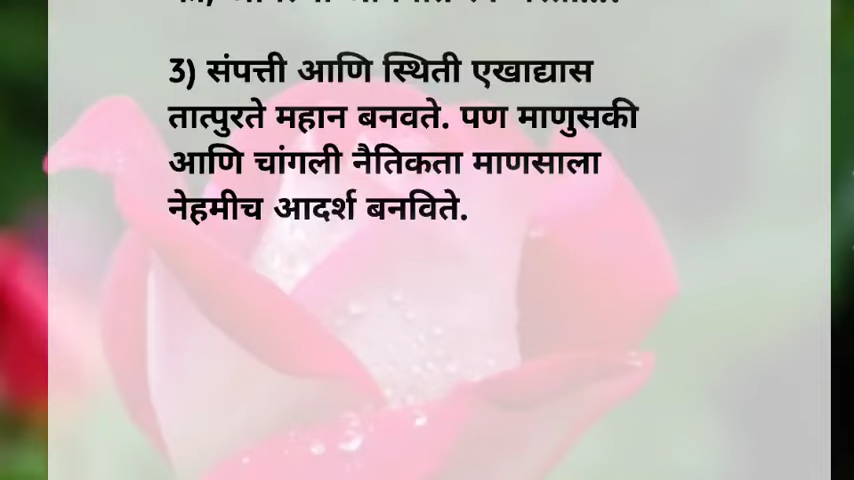 3) संपत्ती आणि स्थिती एखाद्यास
तात्पुरते महान बनवते. पण माणुसकी
आणि चांगली नैतिकता माणसाला
नेहमीच आदर्श बनविते.